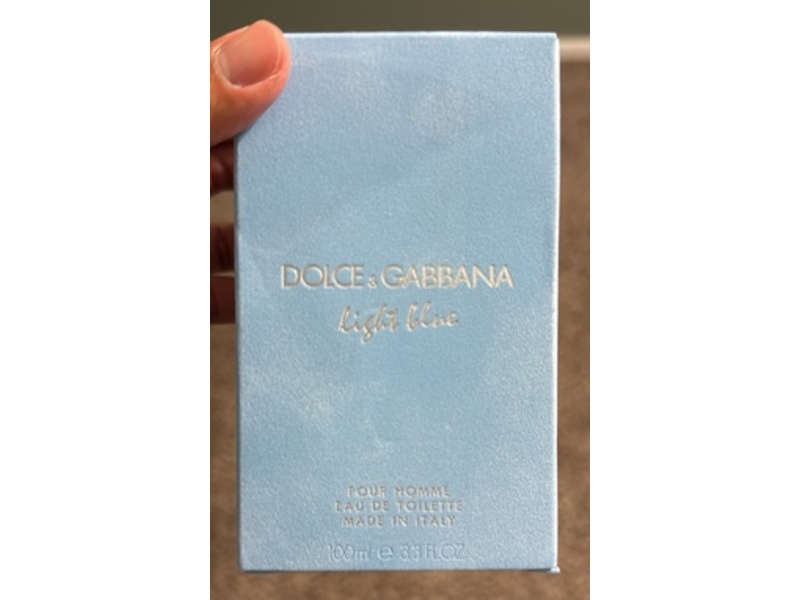 DOLCE & GABBANA
light blue
POUR HOMME
EAU DE TOILETTE
MADE IN ITALY
100ml e 3.3 FL.OZ.